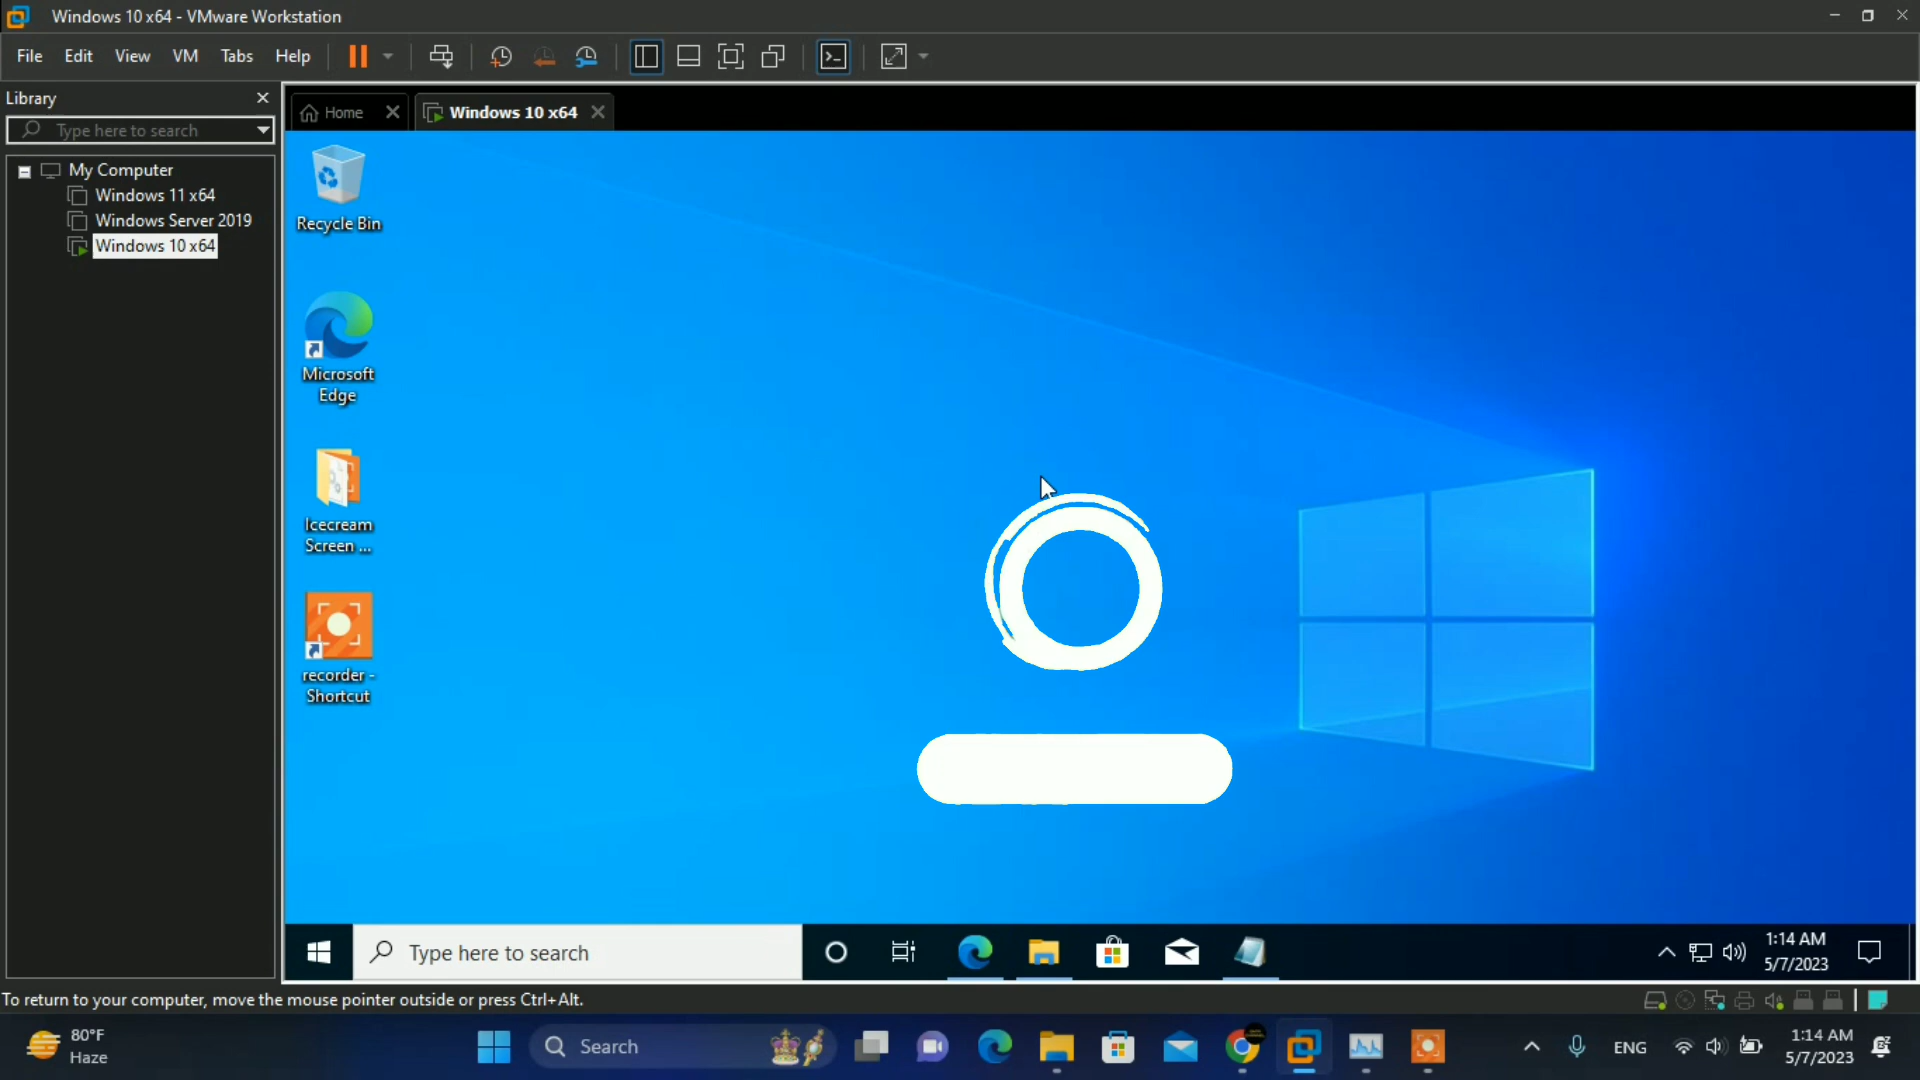 Windows 10 x64 - VMware Workstation
File Edit View VM Tabs Help
Library
Home
Windows 10 x64
Type here to search
My Computer
Windows 11 x64
Windows Server 2019
Windows 10 x64
Recycle Bin
Microsoft
Edge
Icecream
Screen ...
recorder -
Shortcut
Type here to search
1:14 AM
5/7/2023
To return to your computer, move the mouse pointer outside or press Ctrl+Alt.
80°F
Haze
Search
ENG
1:14 AM
5/7/2023